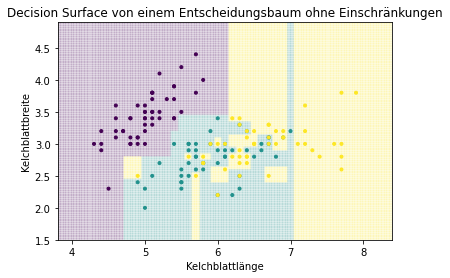 Decision Surface von einem Entscheidungsbaum ohne Einschränkungen
Kelchblattbreite
4.5
4.0
3.5
3.0
2.5
2.0
1.5
4 5 6 7 8
Kelchblattlänge